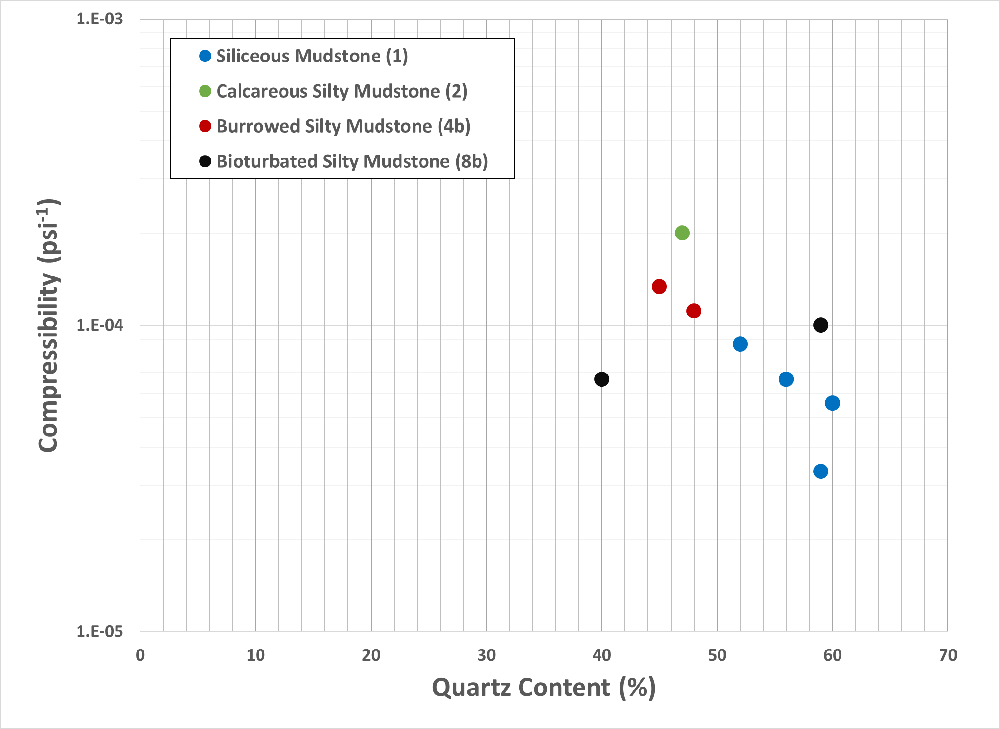 1.E-03
Siliceous Mudstone (1)
Calcareous Silty Mudstone (2)
Burrowed Silty Mudstone (4b)
Bioturbated Silty Mudstone (8b)
Compressibility (psi⁻¹)
1.E-04
1.E-05
0 10 20 30 40 50 60 70
Quartz Content (%)